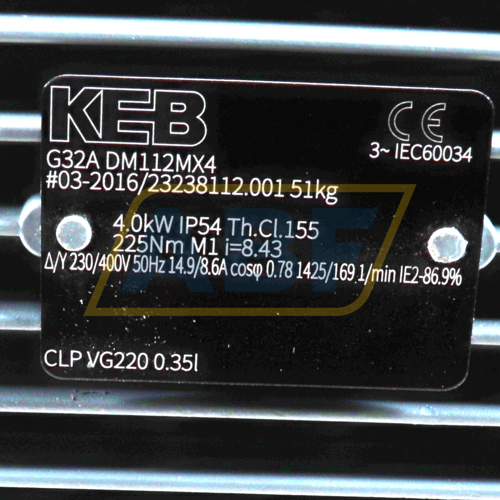 KEB
CE
3~ IEC60034
G32A DM112MX4
#03-2016/23238112.001 51kg
4.0kW IP54 Th.Cl.155
225Nm M1 i=8.43
Δ/Y 230/400V 50Hz 14.9/8.6A cosφ 0.78 1425/169 1/min IE2-86.9%
CLP VG220 0.35l
ABF